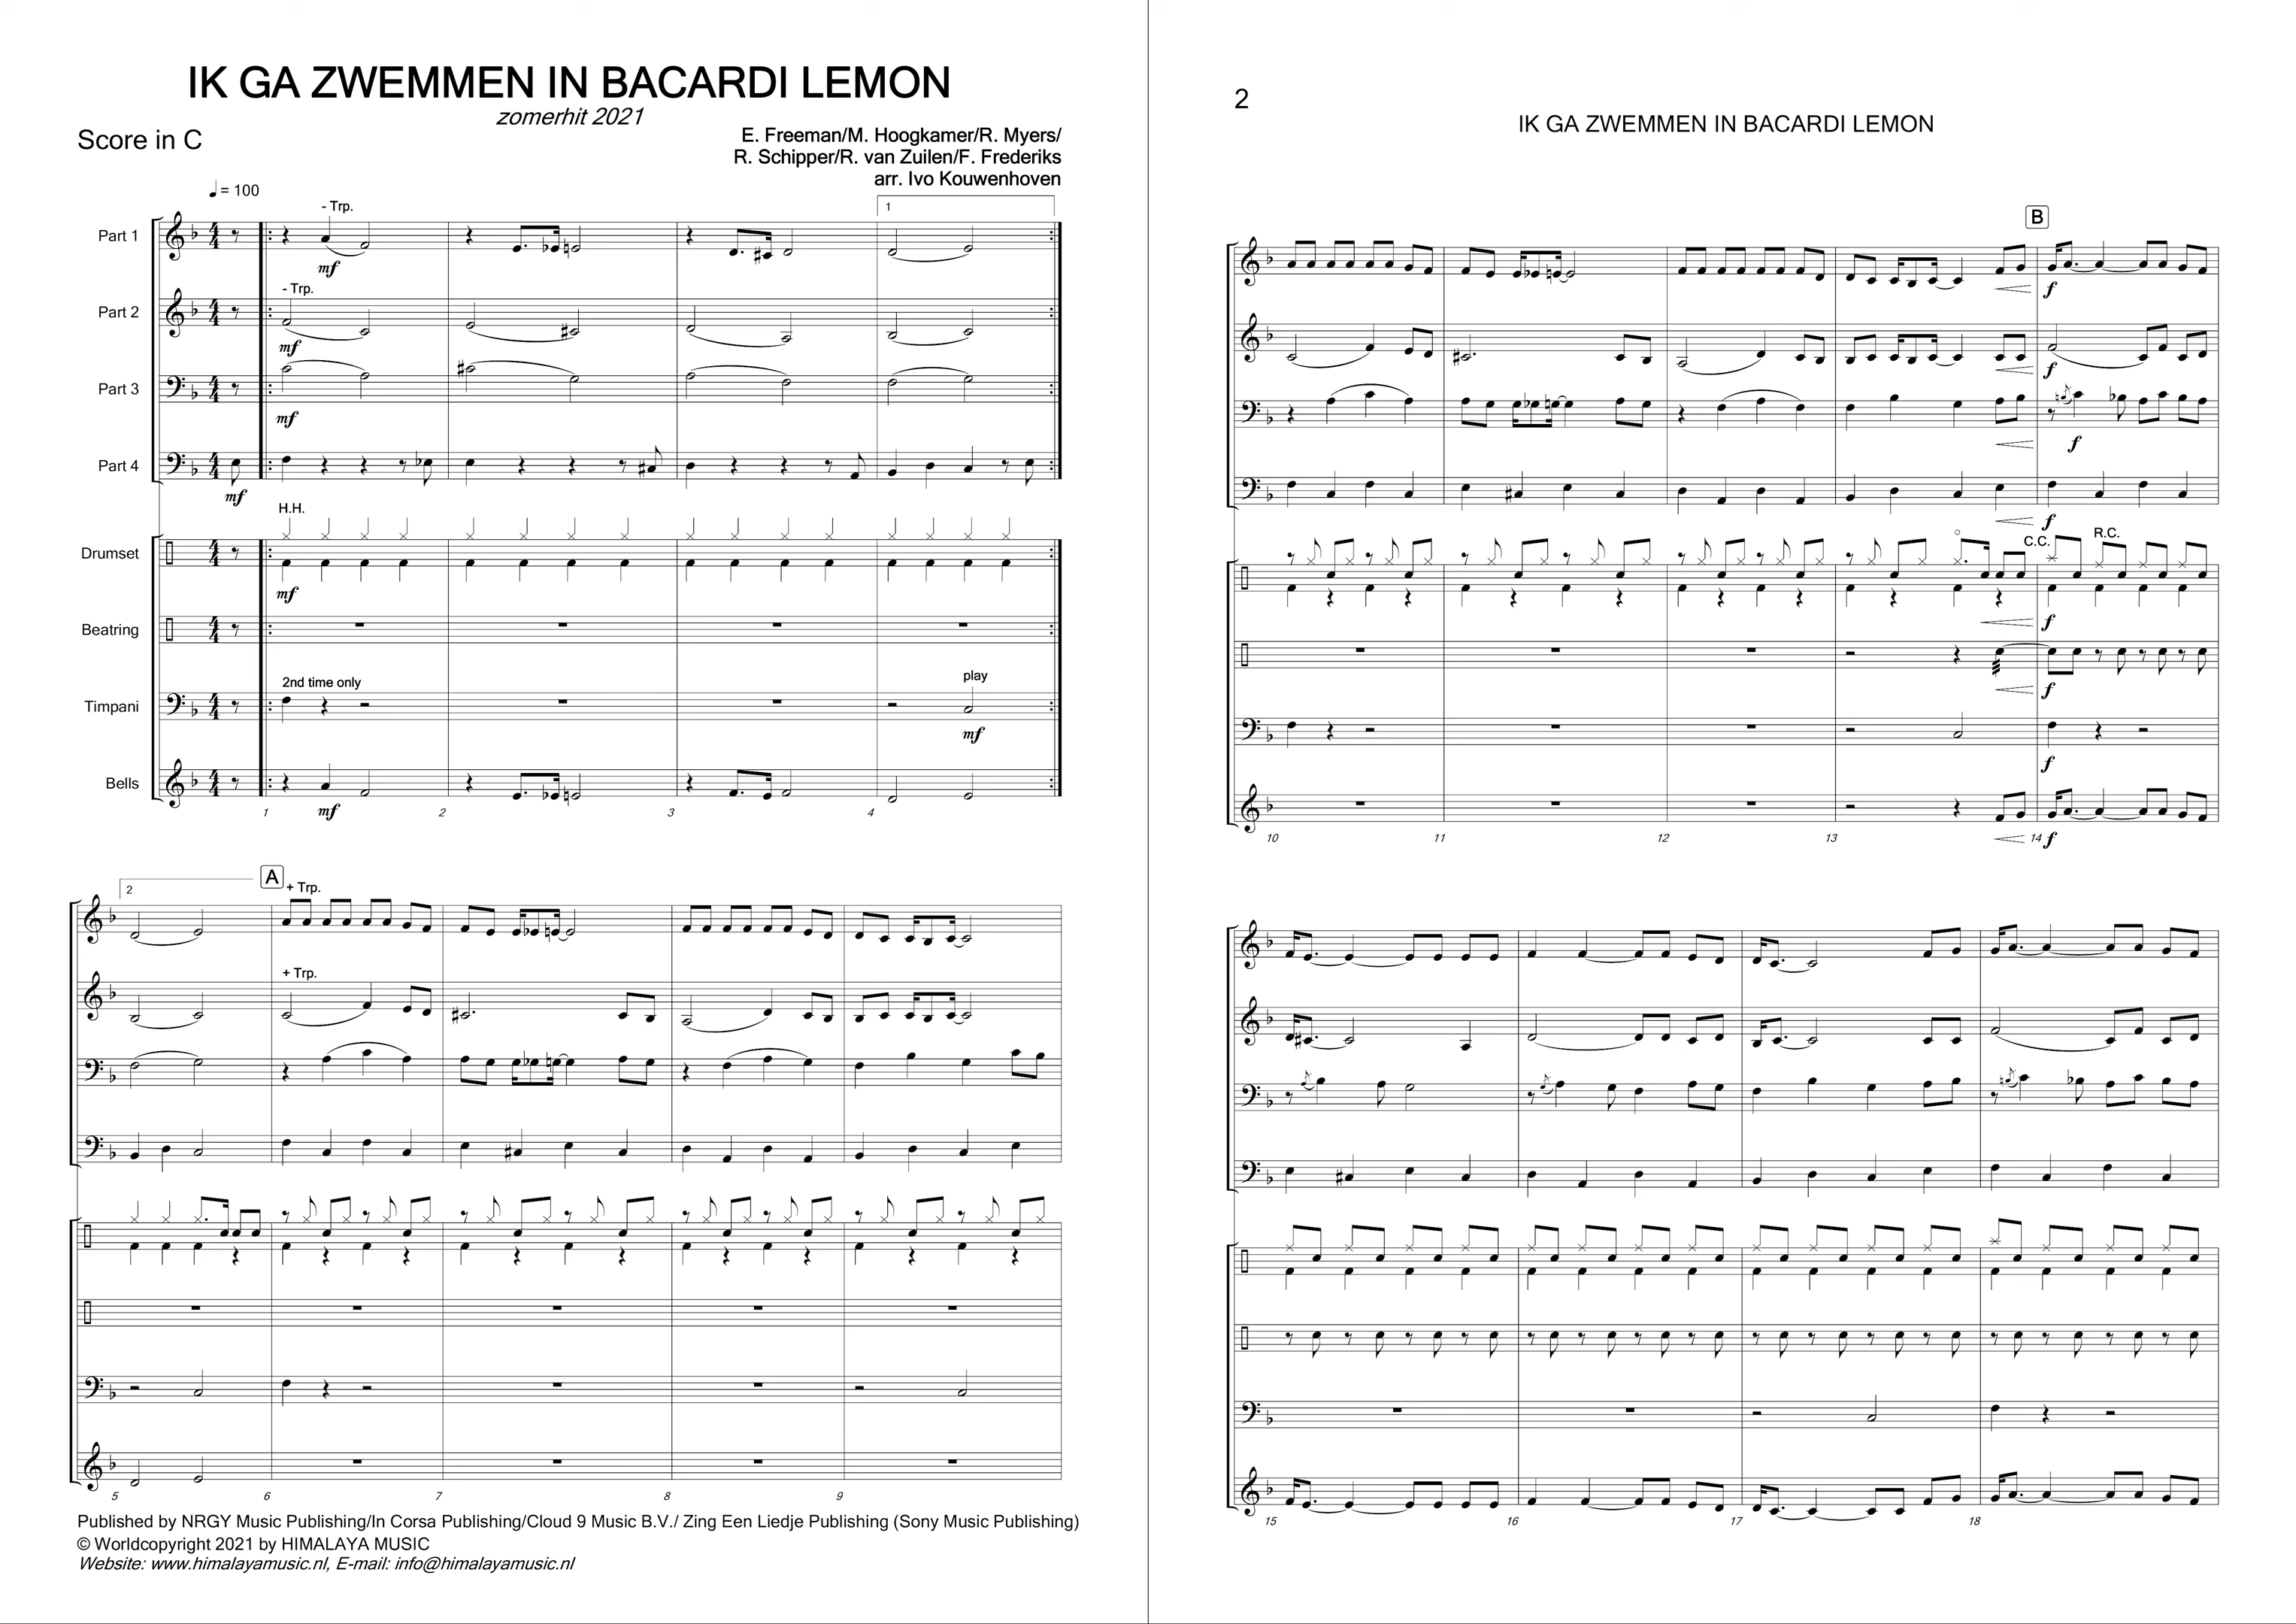 IK GA ZWEMMEN IN BACARDI LEMON
zomerhit 2021
Score in C
E. Freeman/M. Hoogkamer/R. Myers/
R. Schipper/R. van Zuilen/F. Frederiks
arr. Ivo Kouwenhoven
= 100
- Trp.
1
Part 1
mf
- Trp.
Part 2
mf
Part 3
mf
Part 4
mf
H.H.
Drumset
mf
Beatring
2nd time only
play
Timpani
mf
Bells
mf
1 2 3 4
2
A
+ Trp.
+ Trp.
5 6 7 8 9
Published by NRGY Music Publishing/In Corsa Publishing/Cloud 9 Music B.V./ Zing Een Liedje Publishing (Sony Music Publishing)
© Worldcopyright 2021 by HIMALAYA MUSIC
Website: www.himalayamusic.nl, E-mail: info@himalayamusic.nl
2
IK GA ZWEMMEN IN BACARDI LEMON
B
f
f
f
f
C.C.
R.C.
f
f
f
f
10 11 12 13 14
15 16 17 18